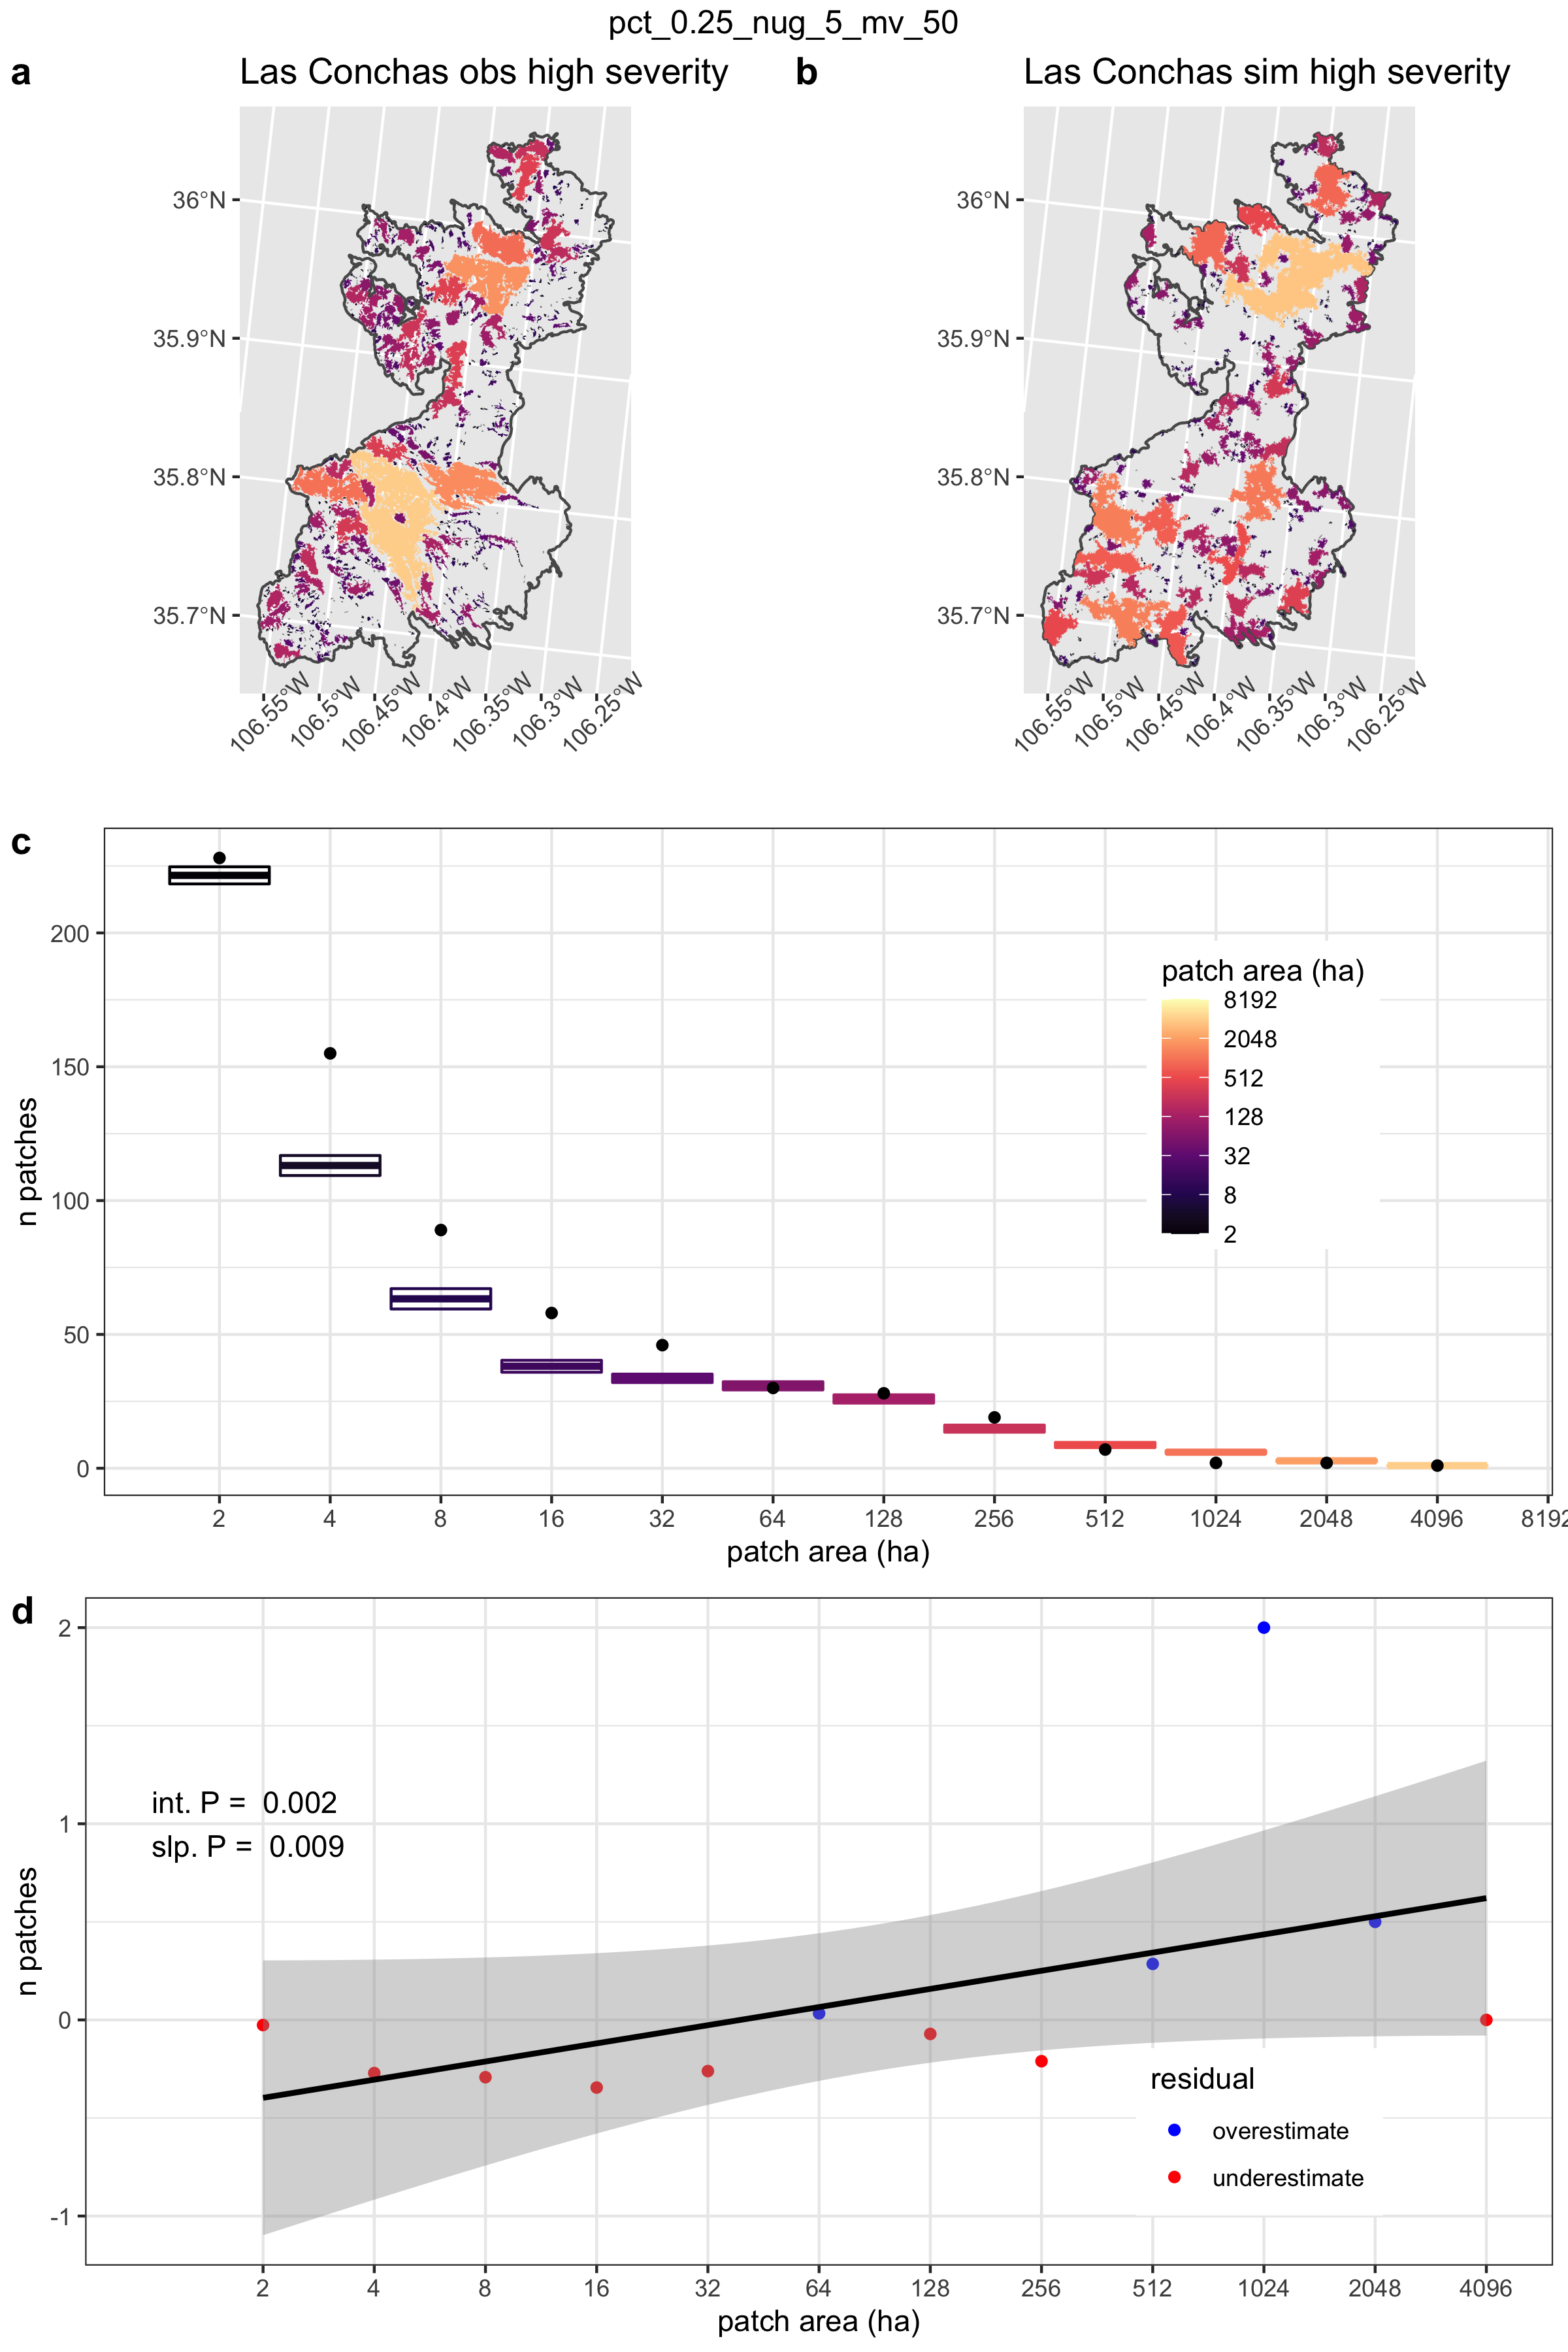 pct_0.25_nug_5_mv_50
a
Las Conchas obs high severity
36°N
35.9°N
35.8°N
35.7°N
106.55°W
106.5°W
106.45°W
106.4°W
106.35°W
106.3°W
106.25°W
b
Las Conchas sim high severity
36°N
35.9°N
35.8°N
35.7°N
106.55°W
106.5°W
106.45°W
106.4°W
106.35°W
106.3°W
106.25°W
c
n patches
200
150
100
50
0
patch area (ha)
8192
2048
512
128
32
8
2
2 4 8 16 32 64 128 256 512 1024 2048 4096 8192
patch area (ha)
d
n patches
2
1
0
-1
int. P = 0.002
slp. P = 0.009
residual
overestimate
underestimate
2 4 8 16 32 64 128 256 512 1024 2048 4096
patch area (ha)